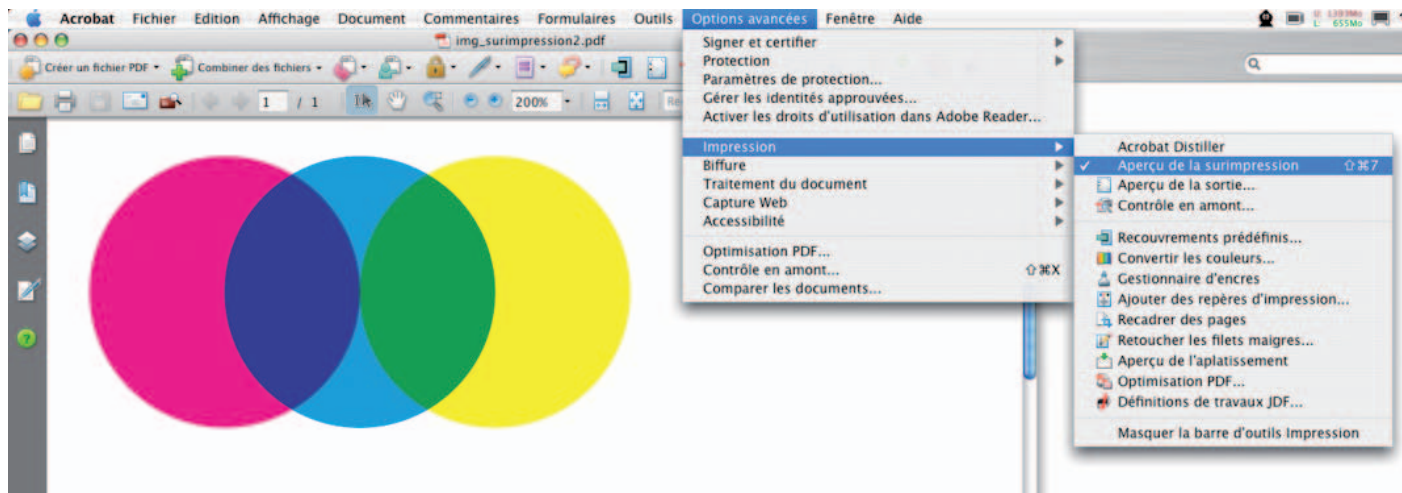 Acrobat Fichier Edition Affichage Document Commentaires Formulaires Outils Options avancées Fenêtre Aide
655Mo
img_surimpression2.pdf
Créer un fichier PDF Combiner des fichiers
1 / 1 200%
Signer et certifier
Protection
Paramètres de protection...
Gérer les identités approuvées...
Activer les droits d'utilisation dans Adobe Reader...
Impression
Biffure
Traitement du document
Capture Web
Accessibilité
Optimisation PDF...
Contrôle en amont... ⇧⌘X
Comparer les documents...
Acrobat Distiller
✓ Aperçu de la surimpression ⇧⌘7
Aperçu de la sortie...
Contrôle en amont...
Recouvrements prédéfinis...
Convertir les couleurs...
Gestionnaire d'encres
Ajouter des repères d'impression...
Recadrer des pages
Retoucher les filets maigres...
Aperçu de l'aplatissement
Optimisation PDF...
Définitions de travaux JDF...
Masquer la barre d'outils Impression